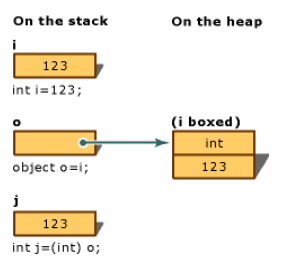 On the stack
On the heap
i
123
int i=123;
o
(i boxed)
int
123
object o=i;
j
123
int j=(int) o;